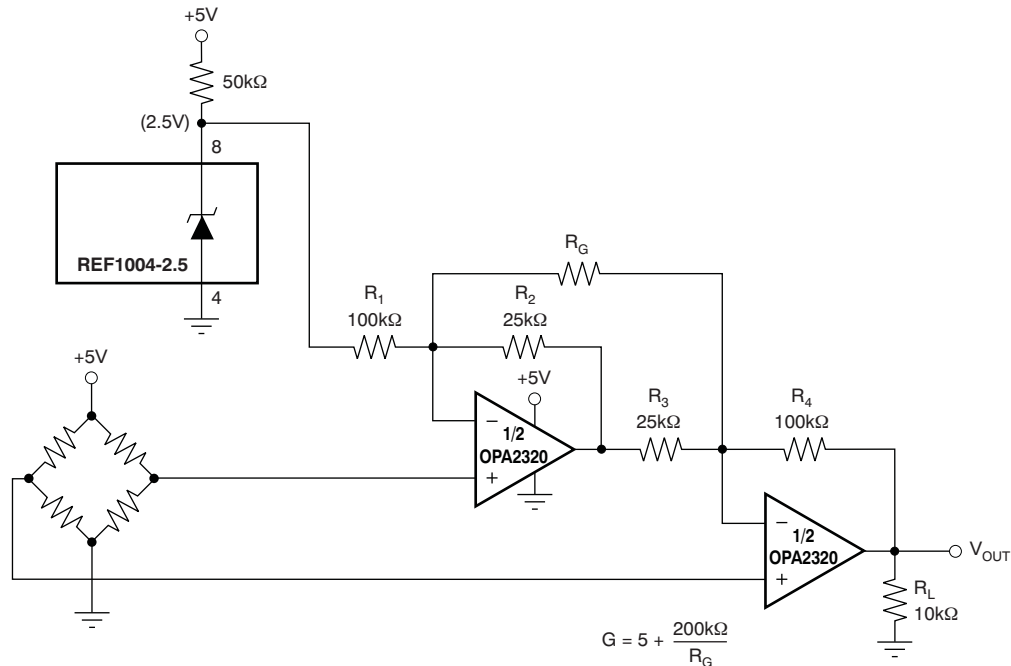 +5V
50kΩ
(2.5V)
8
REF1004-2.5
4
RG
R1
100kΩ
R2
25kΩ
+5V
+5V
R3
25kΩ
R4
100kΩ
−
1/2
OPA2320
+
−
1/2
OPA2320
+
VOUT
RL
10kΩ
G = 5 + 200kΩ
RG